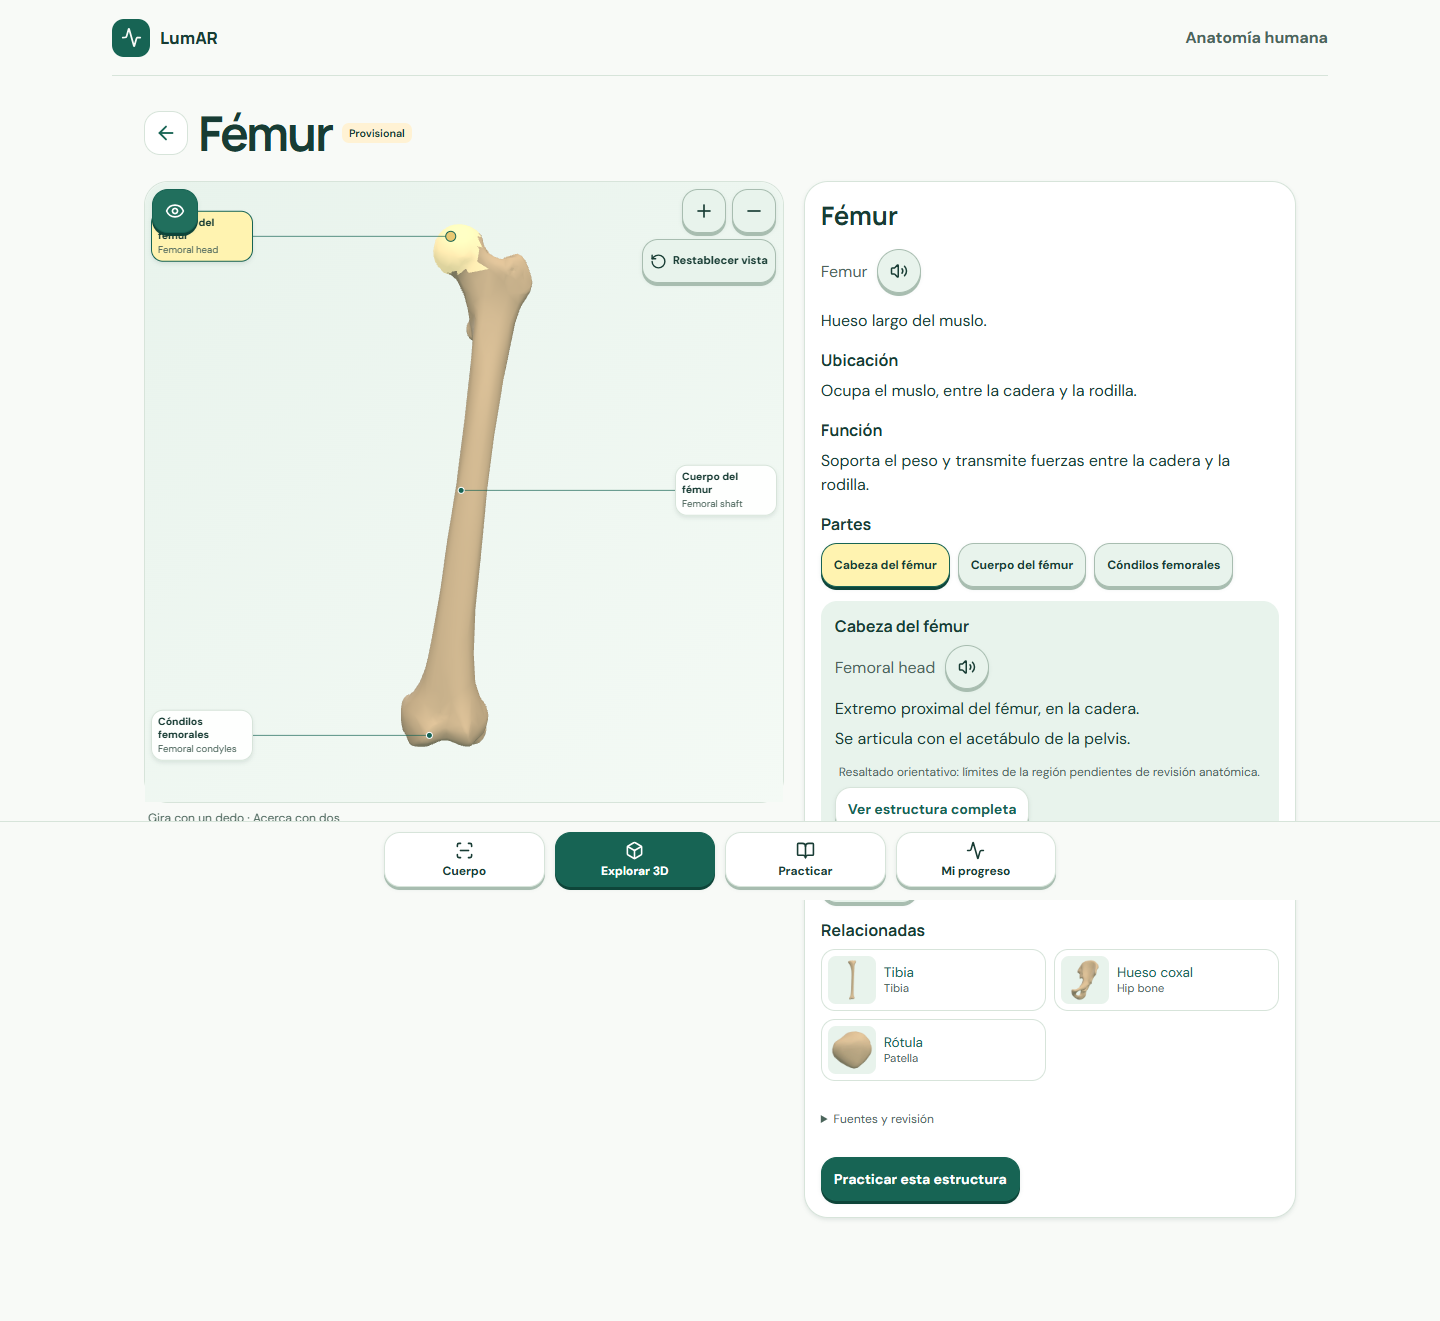 LumAR
Anatomía humana
Fémur
Provisional
del
fémur
Femoral head
Restablecer vista
Cuerpo del
fémur
Femoral shaft
Cóndilos
femorales
Femoral condyles
Gira con un dedo · Acerca con dos
Fémur
Femur
Hueso largo del muslo.
Ubicación
Ocupa el muslo, entre la cadera y la rodilla.
Función
Soporta el peso y transmite fuerzas entre la cadera y la
rodilla.
Partes
Cabeza del fémur
Cuerpo del fémur
Cóndilos femorales
Cabeza del fémur
Femoral head
Extremo proximal del fémur, en la cadera.
Se articula con el acetábulo de la pelvis.
Resaltado orientativo: límites de la región pendientes de revisión anatómica.
Ver estructura completa
Cuerpo
Explorar 3D
Practicar
Mi progreso
Relacionadas
Tibia
Tibia
Hueso coxal
Hip bone
Rótula
Patella
Fuentes y revisión
Practicar esta estructura